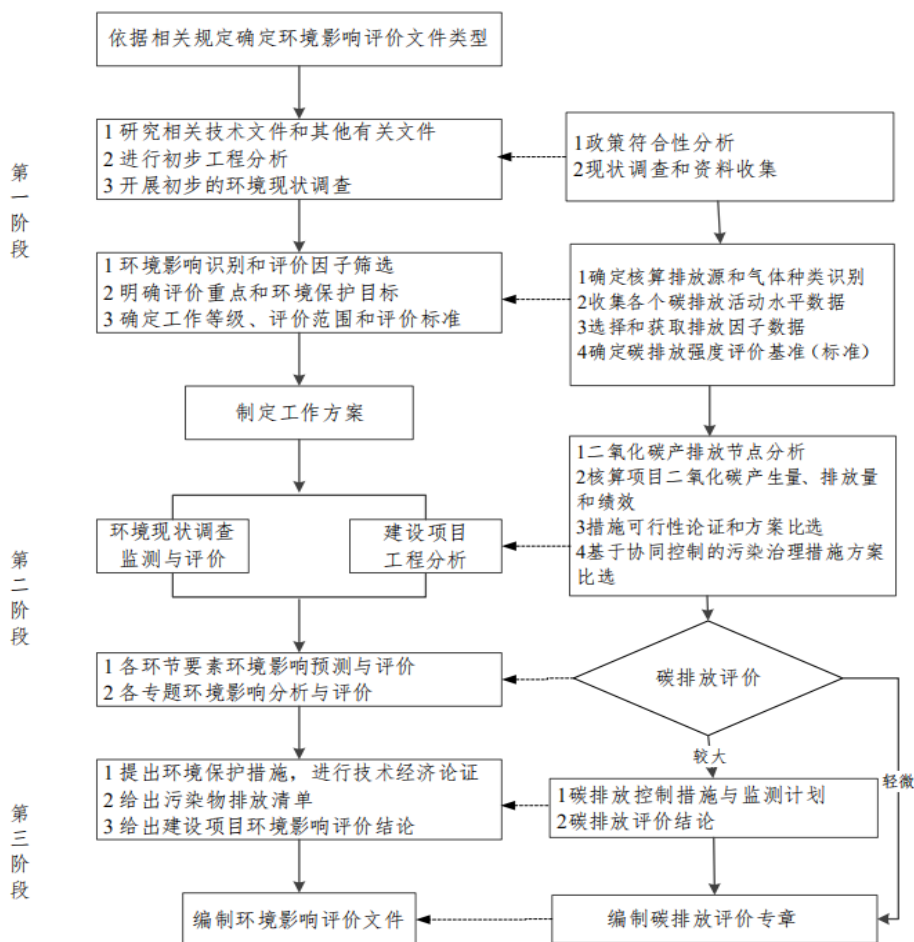 依据相关规定确定环境影响评价文件类型
第一阶段
1 研究相关技术文件和其他有关文件
2 进行初步工程分析
3 开展初步的环境现状调查
1政策符合性分析
2现状调查和资料收集
1 环境影响识别和评价因子筛选
2 明确评价重点和环境保护目标
3 确定工作等级、评价范围和评价标准
1确定核算排放源和气体种类识别
2收集各个碳排放活动水平数据
3选择和获取排放因子数据
4确定碳排放强度评价基准（标准）
制定工作方案
第二阶段
环境现状调查
监测与评价
建设项目
工程分析
1二氧化碳产排放节点分析
2核算项目二氧化碳产生量、排放量
和绩效
3措施可行性论证和方案比选
4基于协同控制的污染治理措施方案
比选
1 各环节要素环境影响预测与评价
2 各专题环境影响分析与评价
碳排放评价
较大
轻微
第三阶段
1 提出环境保护措施，进行技术经济论证
2 给出污染物排放清单
3 给出建设项目环境影响评价结论
1碳排放控制措施与监测计划
2碳排放评价结论
编制环境影响评价文件
编制碳排放评价专章